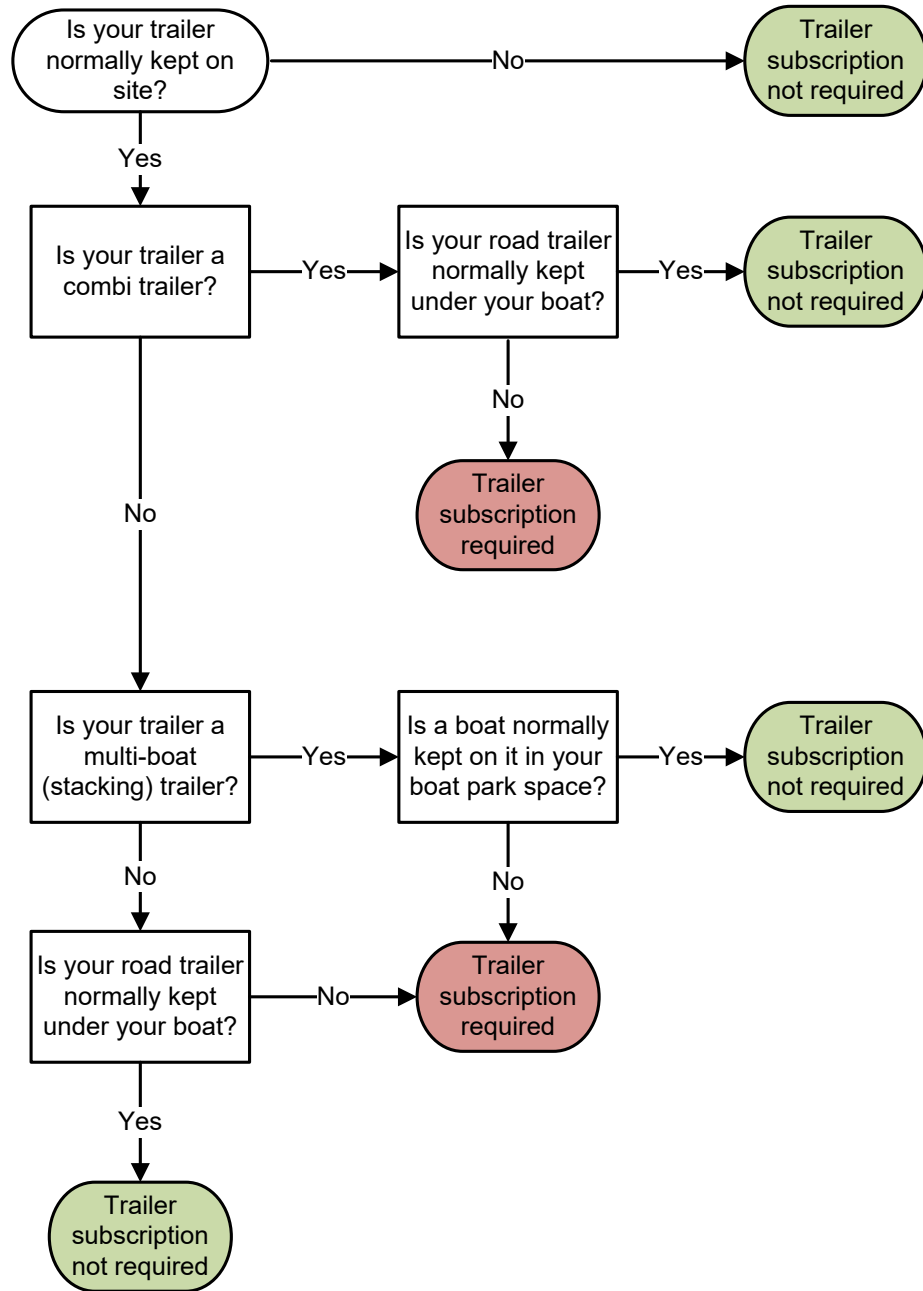 Is your trailer
normally kept on
site?
No
Trailer
subscription
not required
Yes
Is your trailer a
combi trailer?
Yes
Is your road trailer
normally kept
under your boat?
Yes
Trailer
subscription
not required
No
Trailer
subscription
required
No
Is your trailer a
multi-boat
(stacking) trailer?
Yes
Is a boat normally
kept on it in your
boat park space?
Yes
Trailer
subscription
not required
No
No
Is your road trailer
normally kept
under your boat?
No
Trailer
subscription
required
Yes
Trailer
subscription
not required